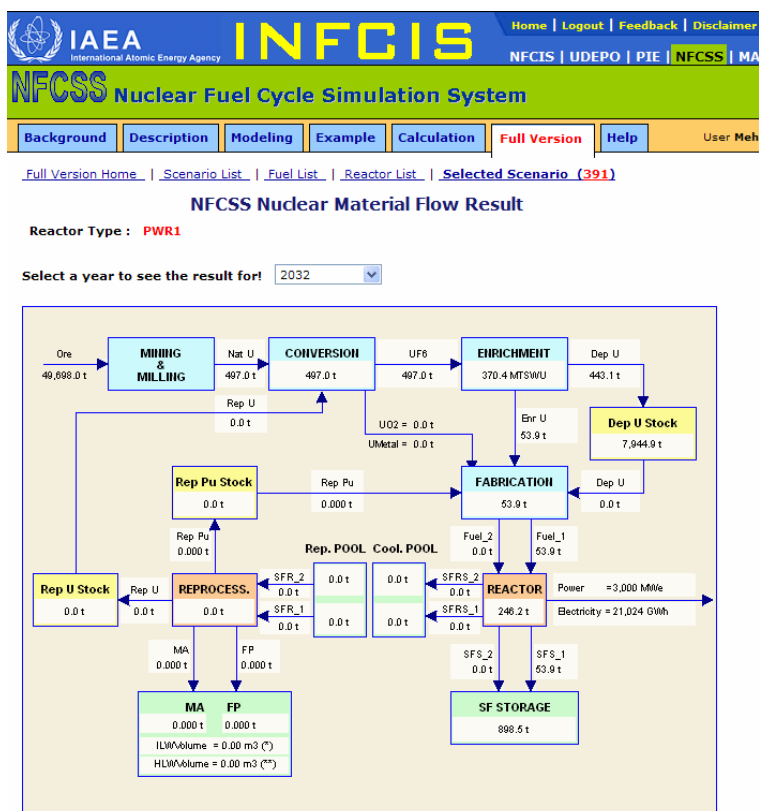 IAEA
International Atomic Energy Agency
INFCIS
Home | Logout | Feedback | Disclaimer
NFCIS | UDEPO | PIE | NFCSS | MA
NFCSS Nuclear Fuel Cycle Simulation System
Background Description Modeling Example Calculation Full Version Help User Meh
Full Version Home | Scenario List | Fuel List | Reactor List | Selected Scenario (391)
NFCSS Nuclear Material Flow Result
Reactor Type : PWR1
Select a year to see the result for! 2032
Ore
49,698.0 t
MINING
&
MILLING
Nat U
497.0 t
CONVERSION
497.0 t
UF6
497.0 t
ENRICHMENT
370.4 MTSWU
Dep U
443.1 t
Rep U
0.0 t
UO2 = 0.0 t
UMetal = 0.0 t
Enr U
53.9 t
Dep U Stock
7,944.9 t
Rep Pu Stock
0.0 t
Rep Pu
0.000 t
FABRICATION
53.9 t
Dep U
0.0 t
Rep Pu
0.000 t
Rep. POOL Cool. POOL
Fuel_2
0.0 t
Fuel_1
53.9 t
Rep U Stock
0.0 t
Rep U
0.0 t
REPROCESS.
0.0 t
SFR_2
0.0 t
SFR_1
0.0 t
0.0 t
0.0 t
0.0 t
0.0 t
SFRS_2
0.0 t
SFRS_1
0.0 t
REACTOR
246.2 t
Power =3,000 MWe
Electricity = 21,024 GWh
MA
0.000 t
FP
0.000 t
SFS_2
0.0 t
SFS_1
53.9 t
MA FP
0.000 t 0.000 t
ILWVolume = 0.00 m3 (*)
HLWVolume = 0.00 m3 (**)
SF STORAGE
898.5 t